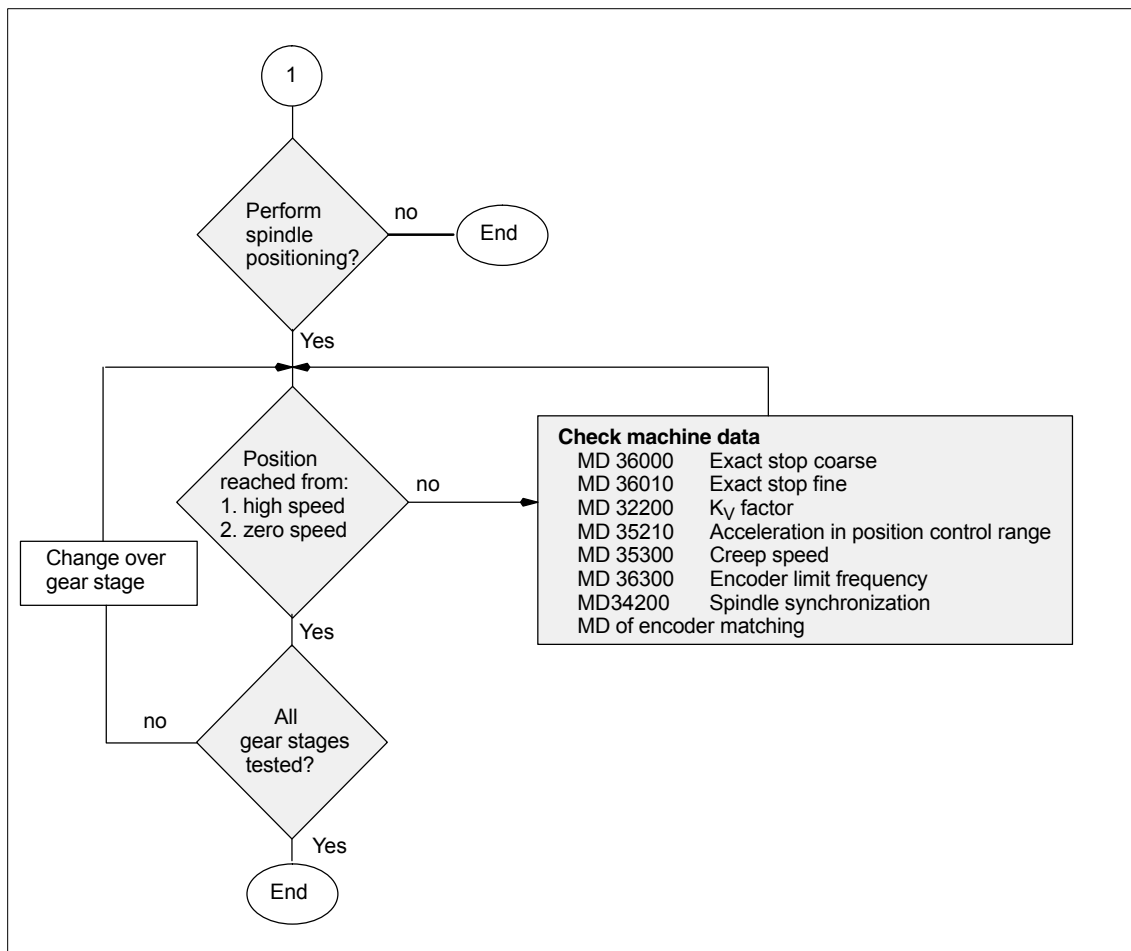 1
Perform
spindle
positioning?
no
End
Yes
Position
reached from:
1. high speed
2. zero speed
no
Check machine data
MD 36000 Exact stop coarse
MD 36010 Exact stop fine
MD 32200 KV factor
MD 35210 Acceleration in position control range
MD 35300 Creep speed
MD 36300 Encoder limit frequency
MD34200 Spindle synchronization
MD of encoder matching
Change over
gear stage
Yes
no
All
gear stages
tested?
Yes
End